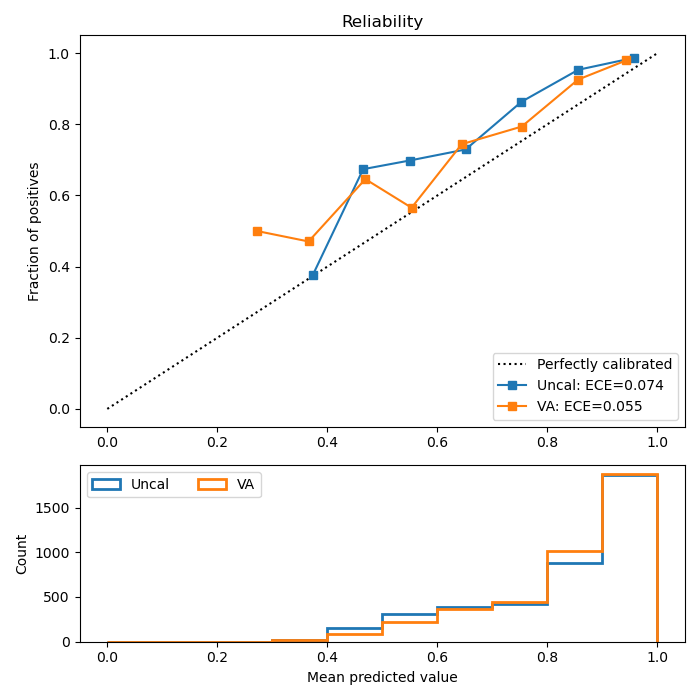 Reliability
Fraction of positives
1.0
0.8
0.6
0.4
0.2
0.0
Perfectly calibrated
Uncal: ECE=0.074
VA: ECE=0.055
0.0 0.2 0.4 0.6 0.8 1.0
Count
1500
1000
500
0
Uncal VA
0.0 0.2 0.4 0.6 0.8 1.0
Mean predicted value